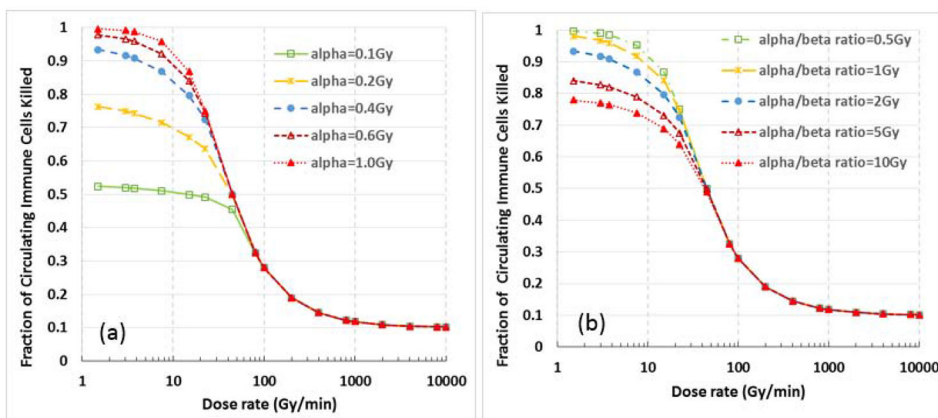 Fraction of Circulating Immune Cells Killed
1
0.9
0.8
0.7
0.6
0.5
0.4
0.3
0.2
0.1
0
alpha=0.1Gy
alpha=0.2Gy
alpha=0.4Gy
alpha=0.6Gy
alpha=1.0Gy
(a)
1 10 100 1000 10000
Dose rate (Gy/min)
Fraction of Circulating Immune Cells Killed
1
0.9
0.8
0.7
0.6
0.5
0.4
0.3
0.2
0.1
0
alpha/beta ratio=0.5Gy
alpha/beta ratio=1Gy
alpha/beta ratio=2Gy
alpha/beta ratio=5Gy
alpha/beta ratio=10Gy
(b)
1 10 100 1000 10000
Dose rate (Gy/min)